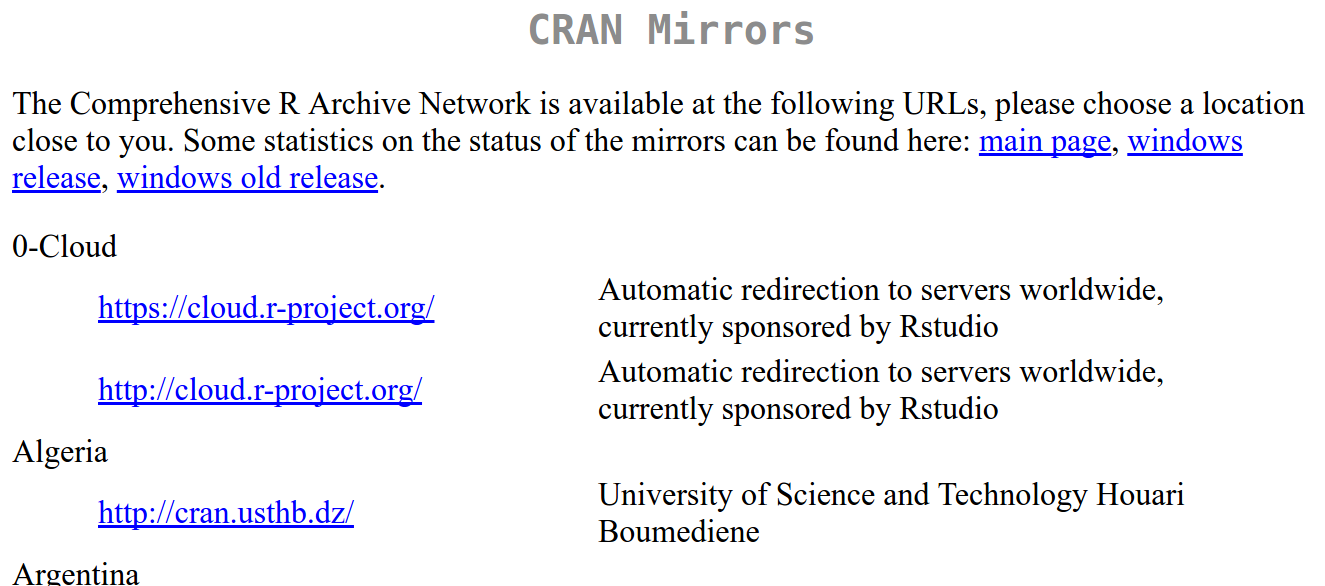 CRAN Mirrors
The Comprehensive R Archive Network is available at the following URLs, please choose a location
close to you. Some statistics on the status of the mirrors can be found here: main page, windows
release, windows old release.
0-Cloud
https://cloud.r-project.org/
Automatic redirection to servers worldwide,
currently sponsored by Rstudio
http://cloud.r-project.org/
Automatic redirection to servers worldwide,
currently sponsored by Rstudio
Algeria
http://cran.usthb.dz/
University of Science and Technology Houari
Boumediene
Argentina